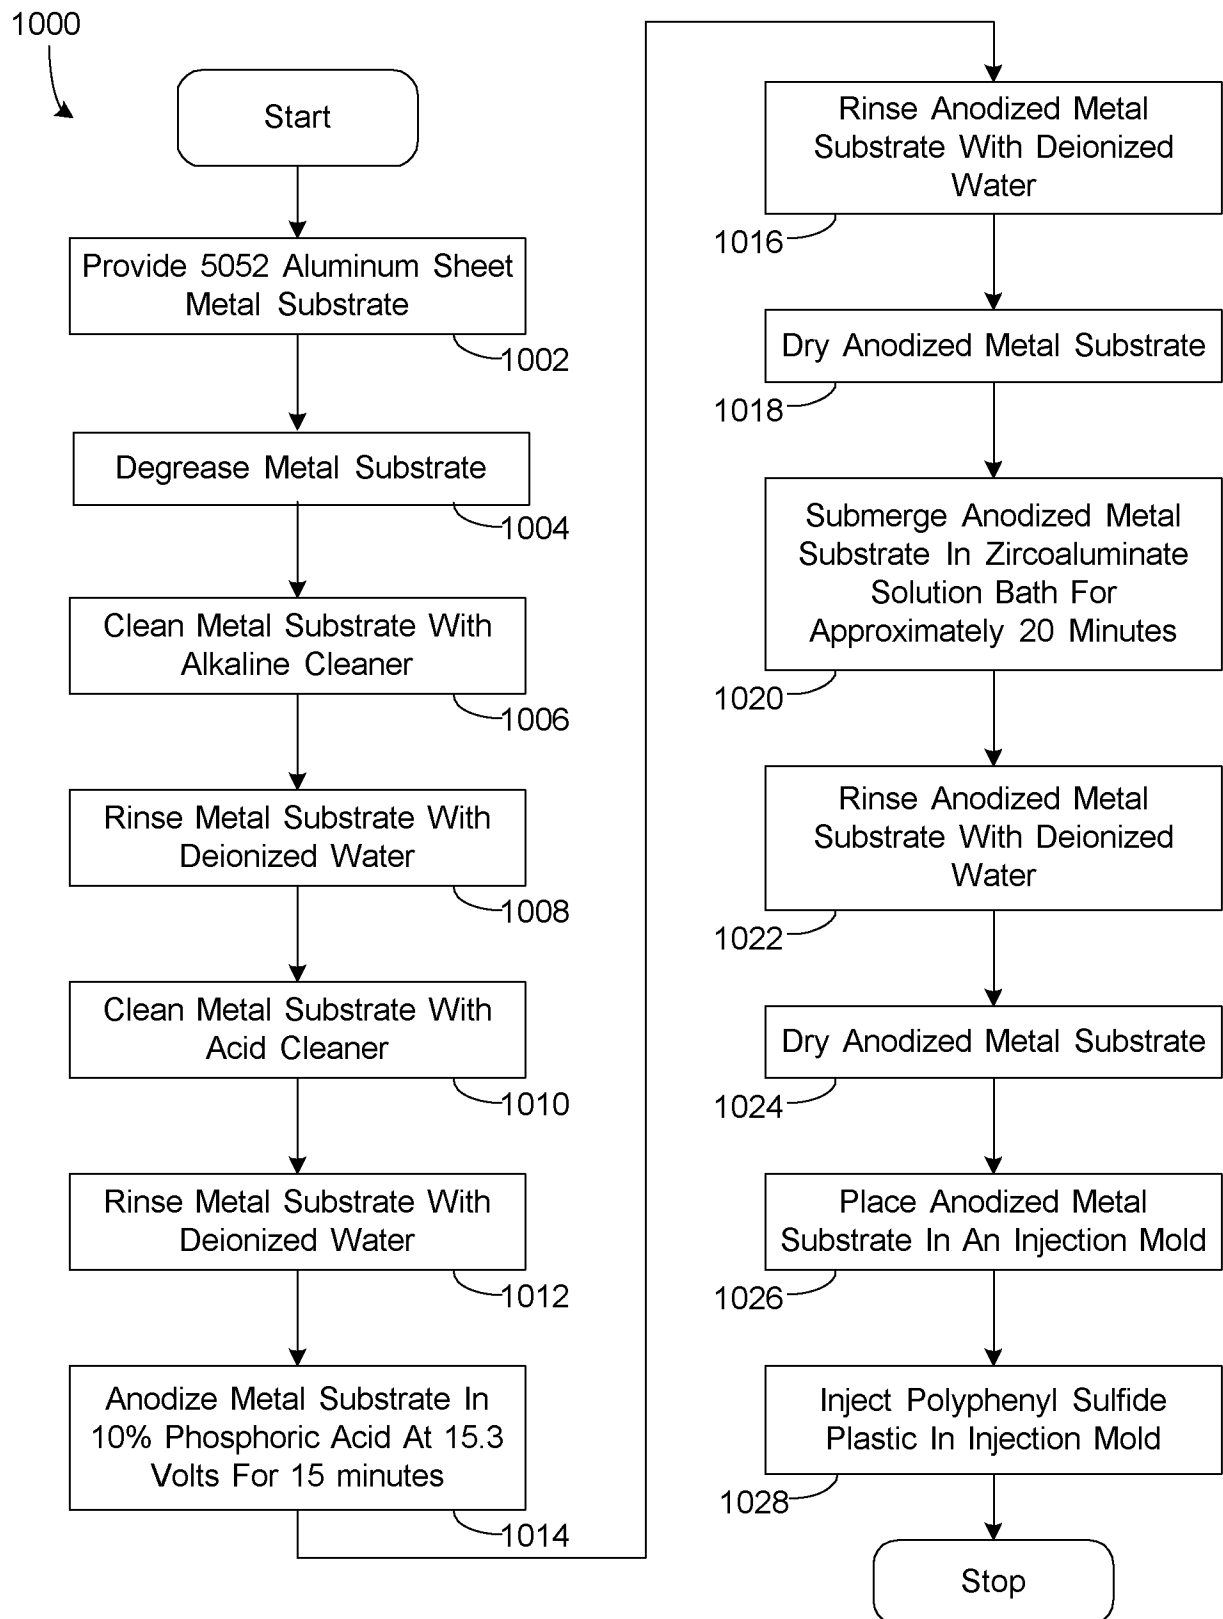 1000
Start
Provide 5052 Aluminum Sheet
Metal Substrate
1002
Degrease Metal Substrate
1004
Clean Metal Substrate With
Alkaline Cleaner
1006
Rinse Metal Substrate With
Deionized Water
1008
Clean Metal Substrate With
Acid Cleaner
1010
Rinse Metal Substrate With
Deionized Water
1012
Anodize Metal Substrate In
10% Phosphoric Acid At 15.3
Volts For 15 minutes
1014
Rinse Anodized Metal
Substrate With Deionized
Water
1016
Dry Anodized Metal Substrate
1018
Submerge Anodized Metal
Substrate In Zircoaluminate
Solution Bath For
Approximately 20 Minutes
1020
Rinse Anodized Metal
Substrate With Deionized
Water
1022
Dry Anodized Metal Substrate
1024
Place Anodized Metal
Substrate In An Injection Mold
1026
Inject Polyphenyl Sulfide
Plastic In Injection Mold
1028
Stop